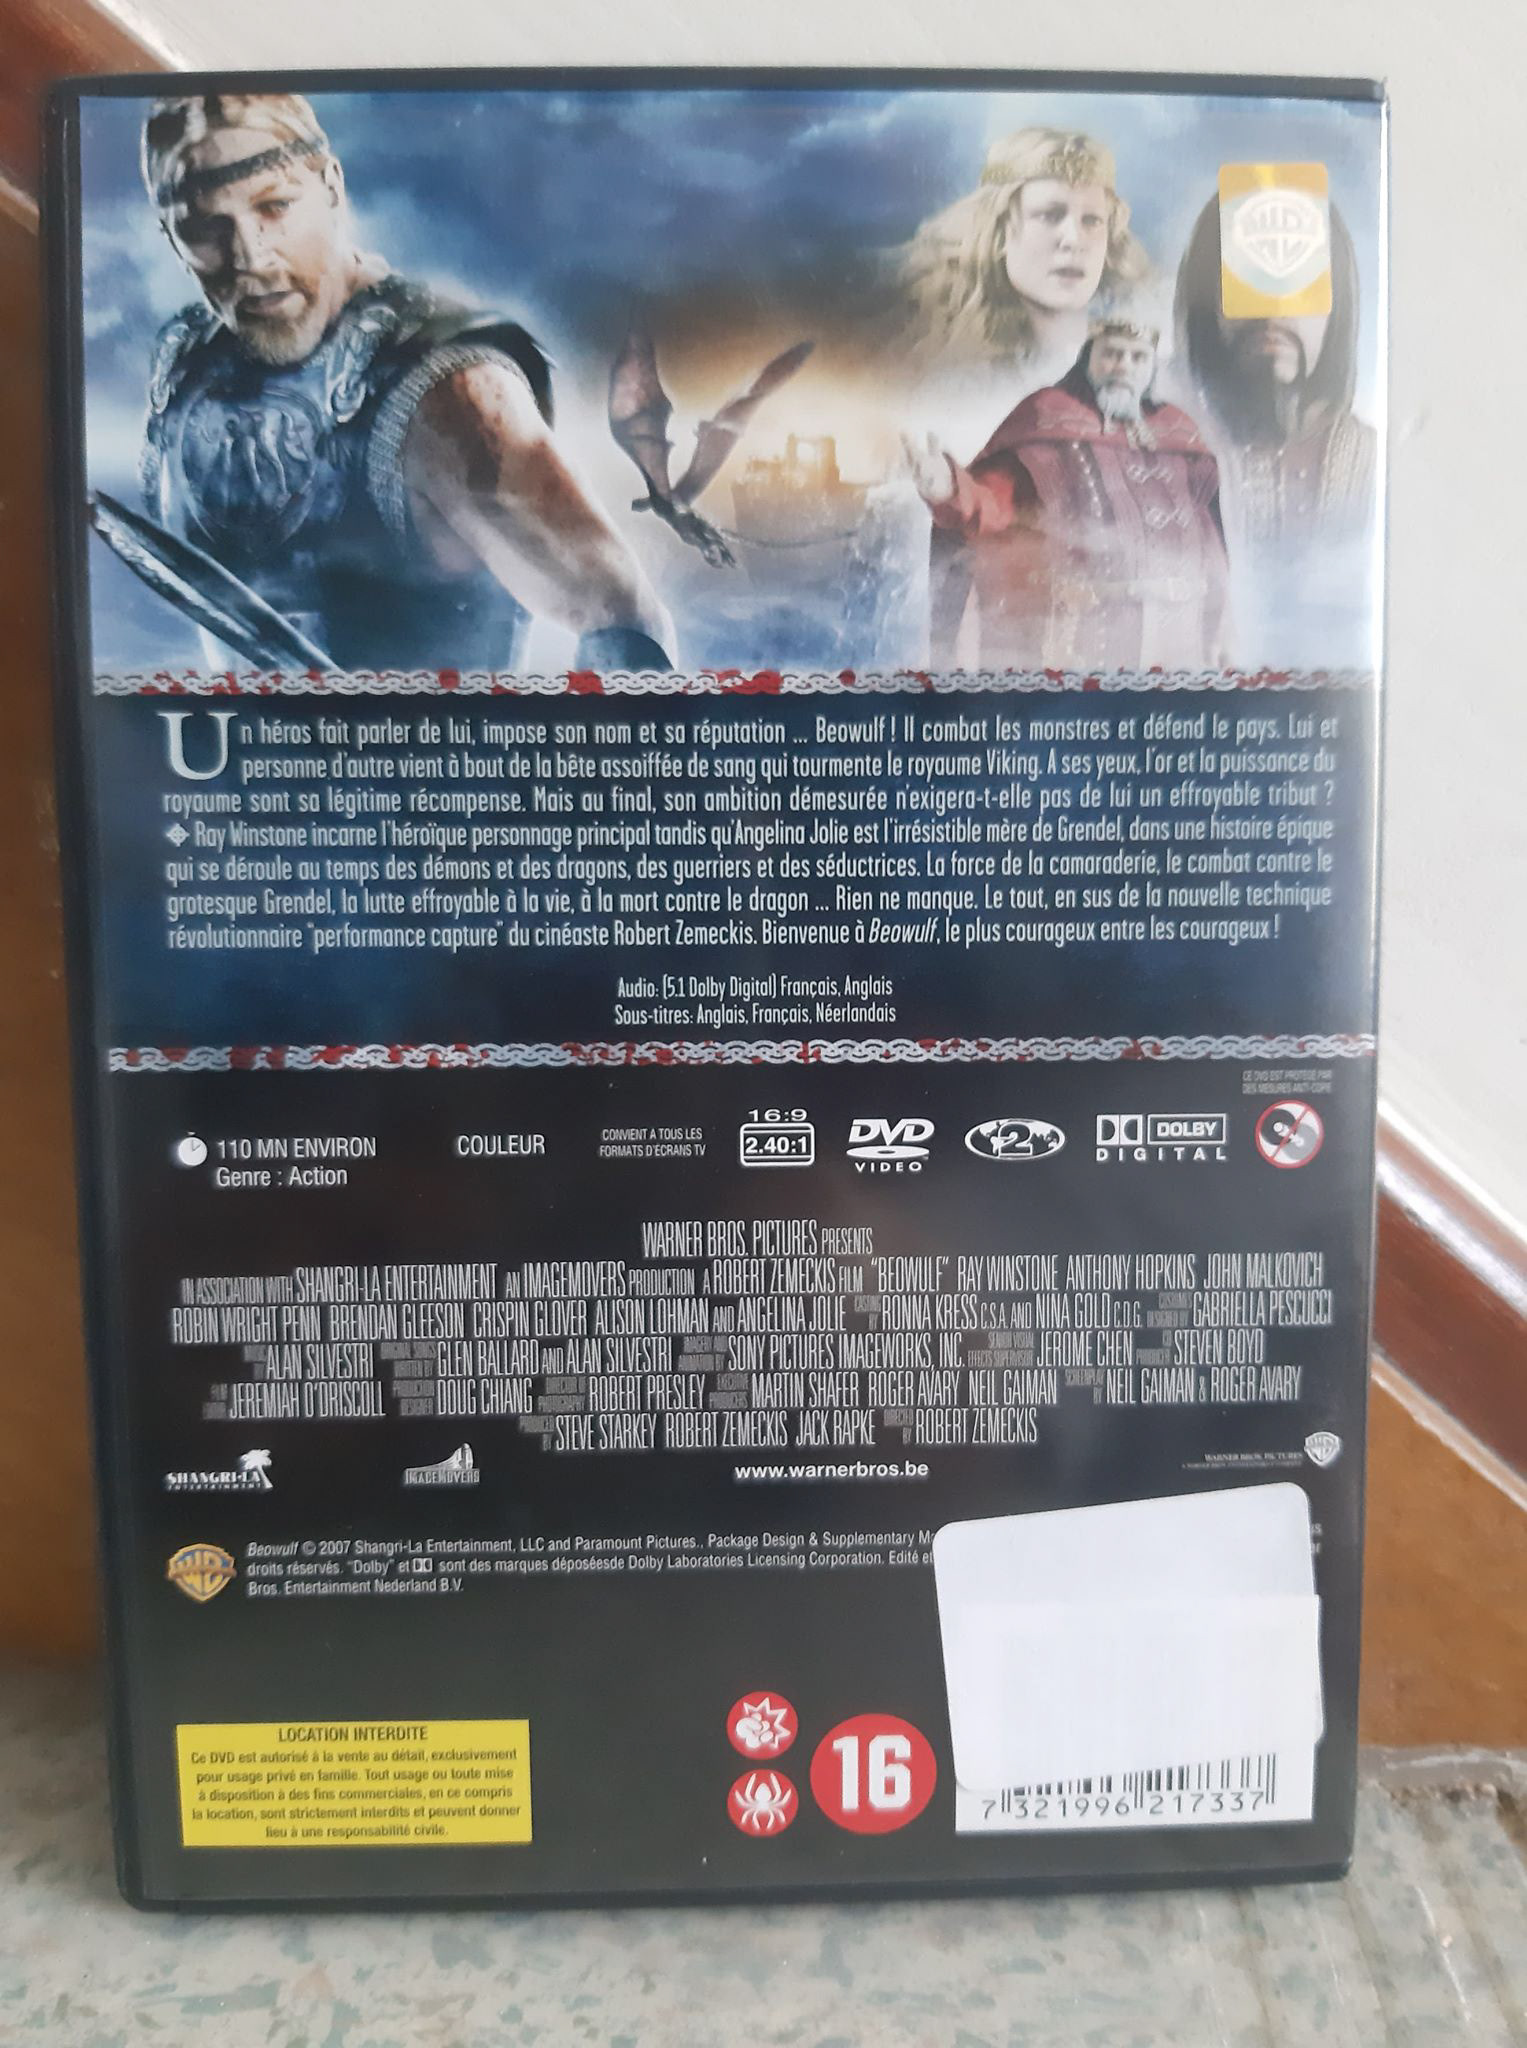 Un héros fait parler de lui, impose son nom et sa réputation ... Beowulf ! Il combat les monstres et défend le pays. Lui et
personne d'autre vient à bout de la bête assoiffée de sang qui tourmente le royaume Viking. A ses yeux, l'or et la puissance du
royaume sont sa légitime récompense. Mais au final, son ambition démesurée n'exigera-t-elle pas de lui un effroyable tribut ?
Ray Winstone incarne l'héroïque personnage principal tandis qu'Angelina Jolie est l'irrésistible mère de Grendel, dans une histoire épique
qui se déroule au temps des démons et des dragons, des guerriers et des séductrices. La force de la camaraderie, le combat contre le
grotesque Grendel, la lutte effroyable à la vie, à la mort contre le dragon ... Rien ne manque. Le tout, en sus de la nouvelle technique
révolutionnaire "performance capture" du cinéaste Robert Zemeckis. Bienvenue à Beowulf, le plus courageux entre les courageux !
Audio: (5.1 Dolby Digital) Français, Anglais
Sous-titres: Anglais, Français, Néerlandais
CE DVD EST PROTEGE PAR
DES MESURES ANTI-COPIE
110 MN ENVIRON
Genre : Action
COULEUR
CONVIENT A TOUS LES
FORMATS D'ECRANS TV
16:9
2.40:1
DVD
VIDEO
2
DOLBY
DIGITAL
WARNER BROS. PICTURES PRESENTS
IN ASSOCIATION WITH SHANGRI-LA ENTERTAINMENT AN IMAGEMOVERS PRODUCTION A ROBERT ZEMECKIS FILM "BEOWULF" RAY WINSTONE ANTHONY HOPKINS JOHN MALKOVICH
ROBIN WRIGHT PENN BRENDAN GLEESON CRISPIN GLOVER ALISON LOHMAN AND ANGELINA JOLIE CASTING BY RONNA KRESS C.S.A. AND NINA GOLD C.D.G. COSTUMES DESIGNED BY GABRIELLA PESCUCCI
ALAN SILVESTRI ORIGINAL SONGS WRITTEN BY GLEN BALLARD AND ALAN SILVESTRI IMAGERY AND ANIMATION BY SONY PICTURES IMAGEWORKS, INC. SENIOR VISUAL EFFECTS SUPERVISOR JEROME CHEN CO PRODUCER STEVEN BOYD
FILM EDITOR JEREMIAH O'DRISCOLL PRODUCTION DESIGNER DOUG CHIANG DIRECTOR OF PHOTOGRAPHY ROBERT PRESLEY EXECUTIVE PRODUCERS MARTIN SHAFER ROGER AVARY NEIL GAIMAN SCREENPLAY BY NEIL GAIMAN & ROGER AVARY
PRODUCED BY STEVE STARKEY ROBERT ZEMECKIS JACK RAPKE DIRECTED BY ROBERT ZEMECKIS
SHANGRI-LA
ENTERTAINMENT
IMAGEMOVERS
www.warnerbros.be
WARNER BROS. PICTURES
Beowulf © 2007 Shangri-La Entertainment, LLC and Paramount Pictures., Package Design & Supplementary
droits réservés. "Dolby" et sont des marques déposéesde Dolby Laboratories Licensing Corporation. Edité et
Bros. Entertainment Nederland B.V.
LOCATION INTERDITE
Ce DVD est autorisé à la vente au détail, exclusivement
pour usage privé en famille. Tout usage ou toute mise
à disposition à des fins commerciales, en ce compris
la location, sont strictement interdits et peuvent donner
lieu à une responsabilité civile.
16
7 321996 217337